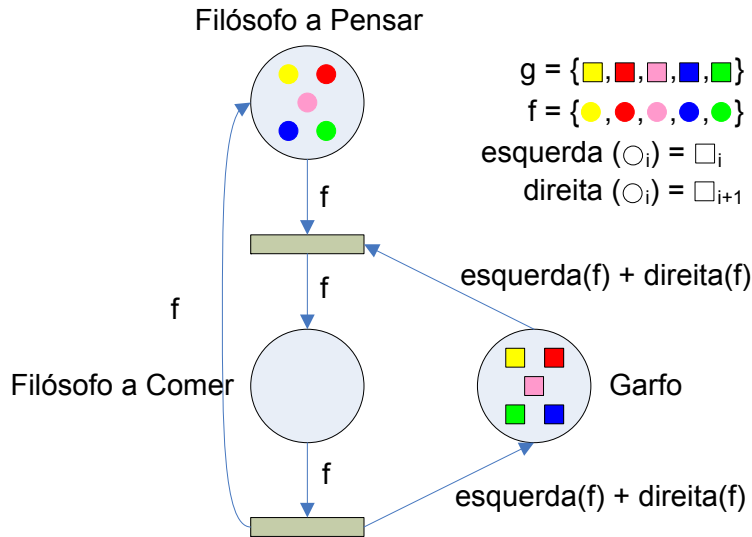 Filósofo a Pensar
g = {□,□,□,□,□}
f = {○,○,○,○,○}
esquerda (○i) = □i
direita (○i) = □i+1
f
esquerda(f) + direita(f)
f
f
Filósofo a Comer
Garfo
f
esquerda(f) + direita(f)